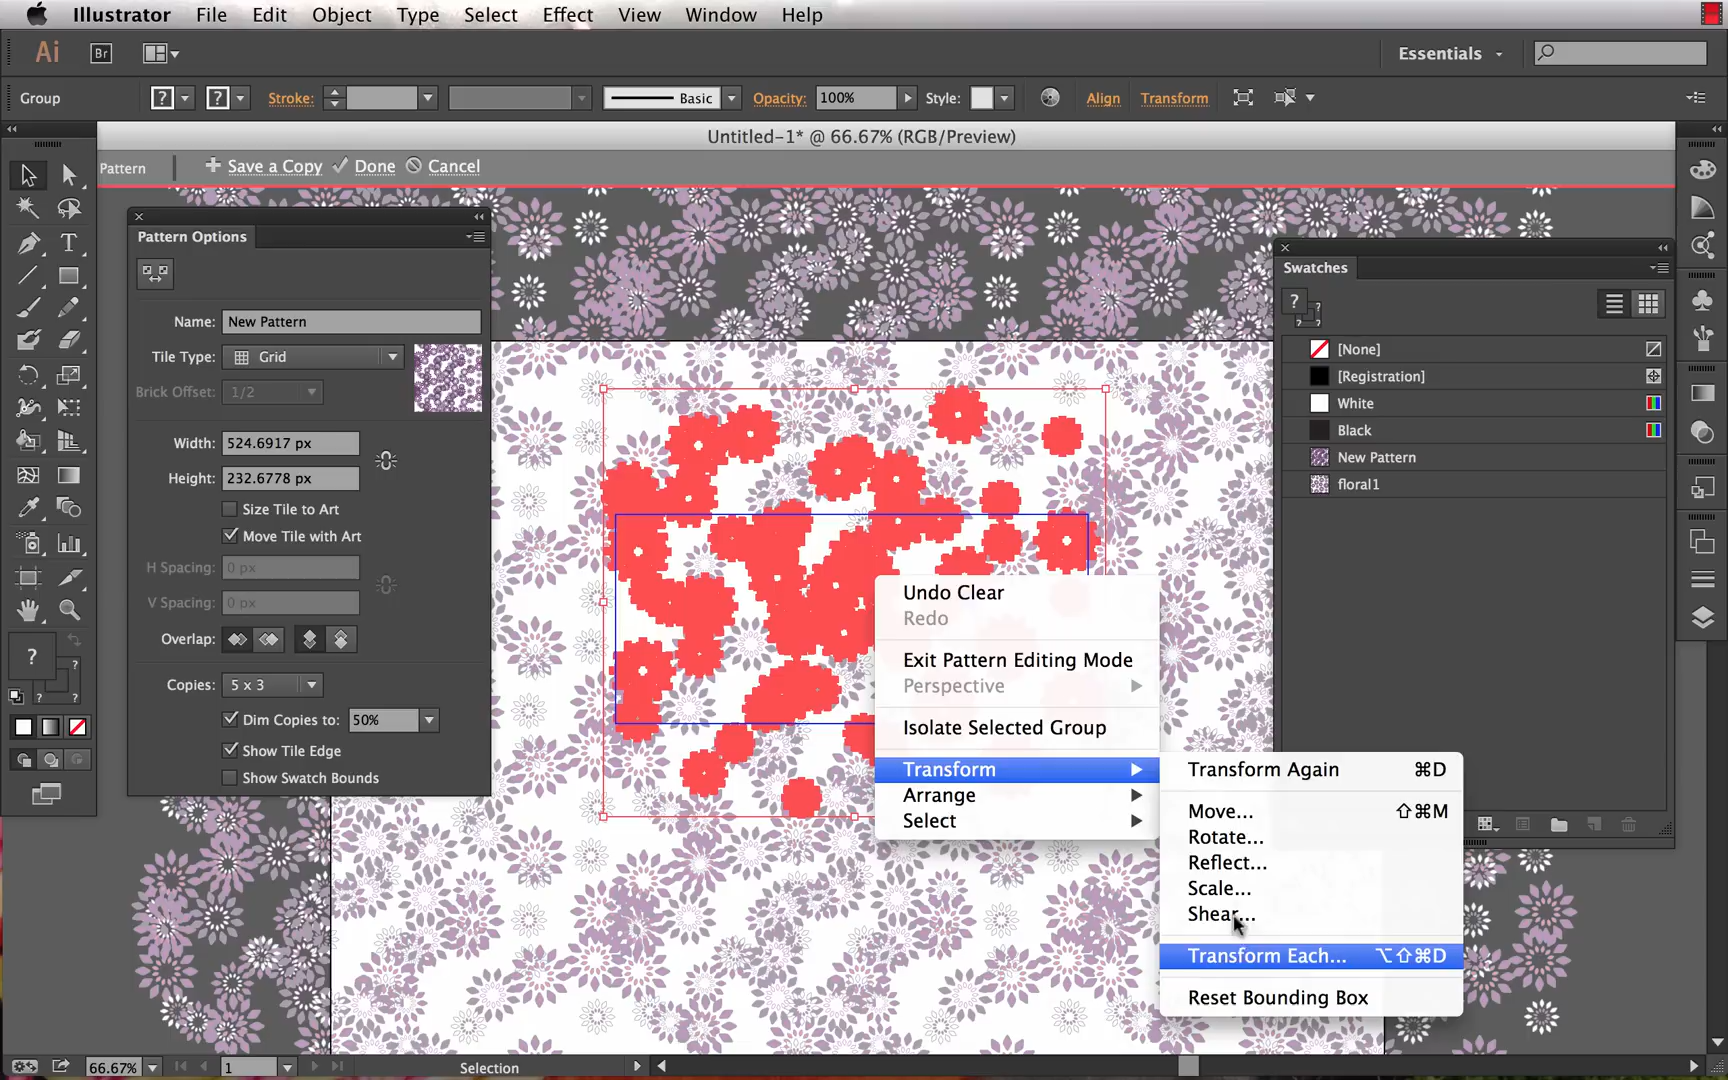 Illustrator File Edit Object Type Select Effect View Window Help
Ai Br Essentials
Group ? ? Stroke: Basic Opacity: 100% Style: Align Transform
Untitled-1* @ 66.67% (RGB/Preview)
Pattern + Save a Copy Done Cancel
Pattern Options
Name: New Pattern
Tile Type: Grid
Brick Offset: 1/2
Width: 524.6917 px
Height: 232.6778 px
Size Tile to Art
Move Tile with Art
H Spacing: 0 px
V Spacing: 0 px
Overlap:
Copies: 5 x 3
Dim Copies to: 50%
Show Tile Edge
Show Swatch Bounds
T
?
?
? ?
Undo Clear
Redo
Exit Pattern Editing Mode
Perspective
Isolate Selected Group
Transform
Arrange
Select
Transform Again ⌘D
Move... ⇧⌘M
Rotate...
Reflect...
Scale...
Shear...
Transform Each... ⌥⇧⌘D
Reset Bounding Box
Swatches
? ?
? ?
[None]
[Registration]
White
Black
New Pattern
floral1
66.67% 1 Selection